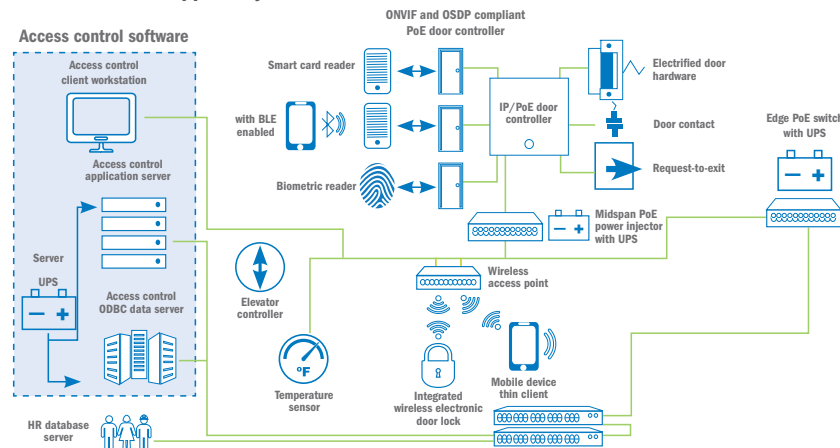 ONVIF and OSDP compliant
PoE door controller
Access control software
Access control
client workstation
Smart card reader
Electrified door
hardware
IP/PoE door
controller
with BLE
enabled
Door contact
Edge PoE switch
with UPS
Access control
application server
Request-to-exit
Biometric reader
Midspan PoE
power injector
with UPS
Server
UPS
Wireless
access point
Access control
ODBC data server
Elevator
controller
°F
Temperature
sensor
Integrated
wireless electronic
door lock
Mobile device
thin client
HR database
server